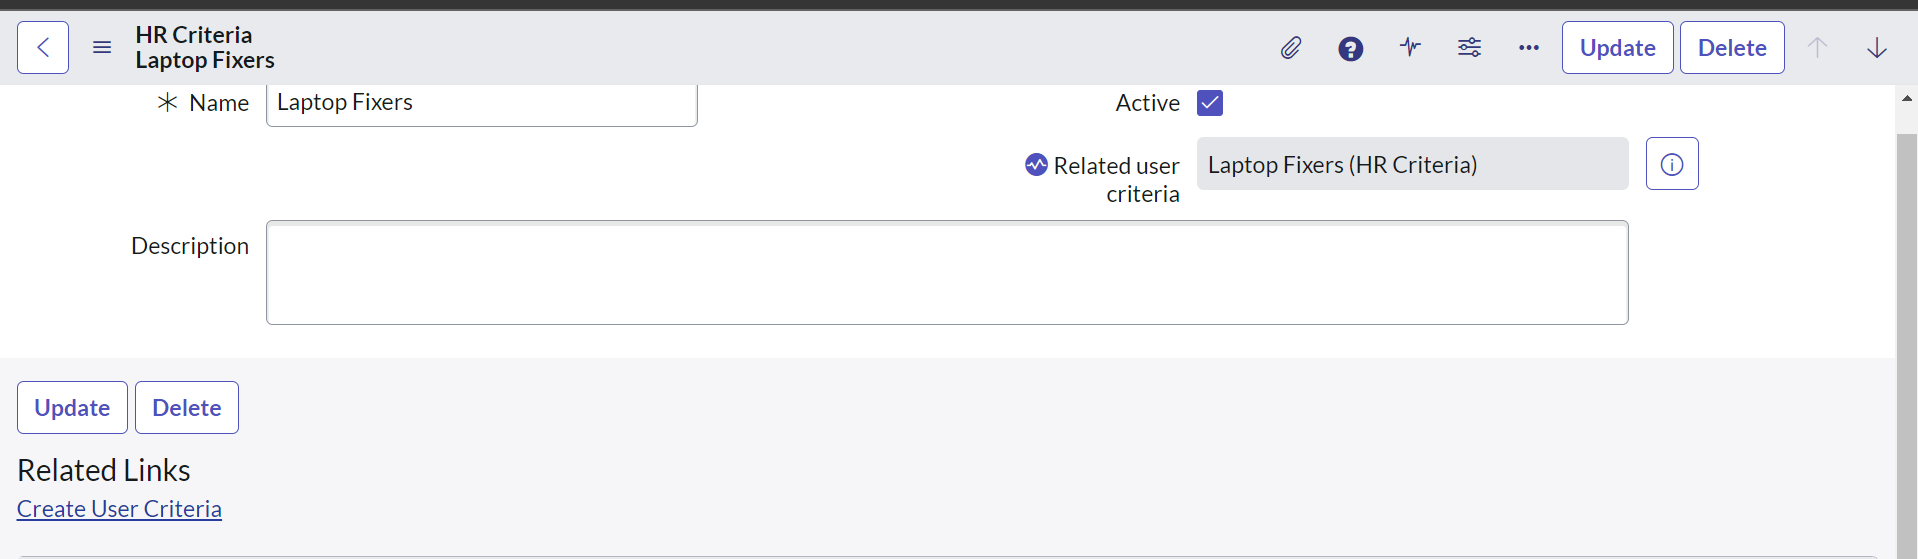 HR Criteria
Laptop Fixers
Update
Delete
Name
Laptop Fixers
Active
Related user
criteria
Laptop Fixers (HR Criteria)
Description
Update
Delete
Related Links
Create User Criteria